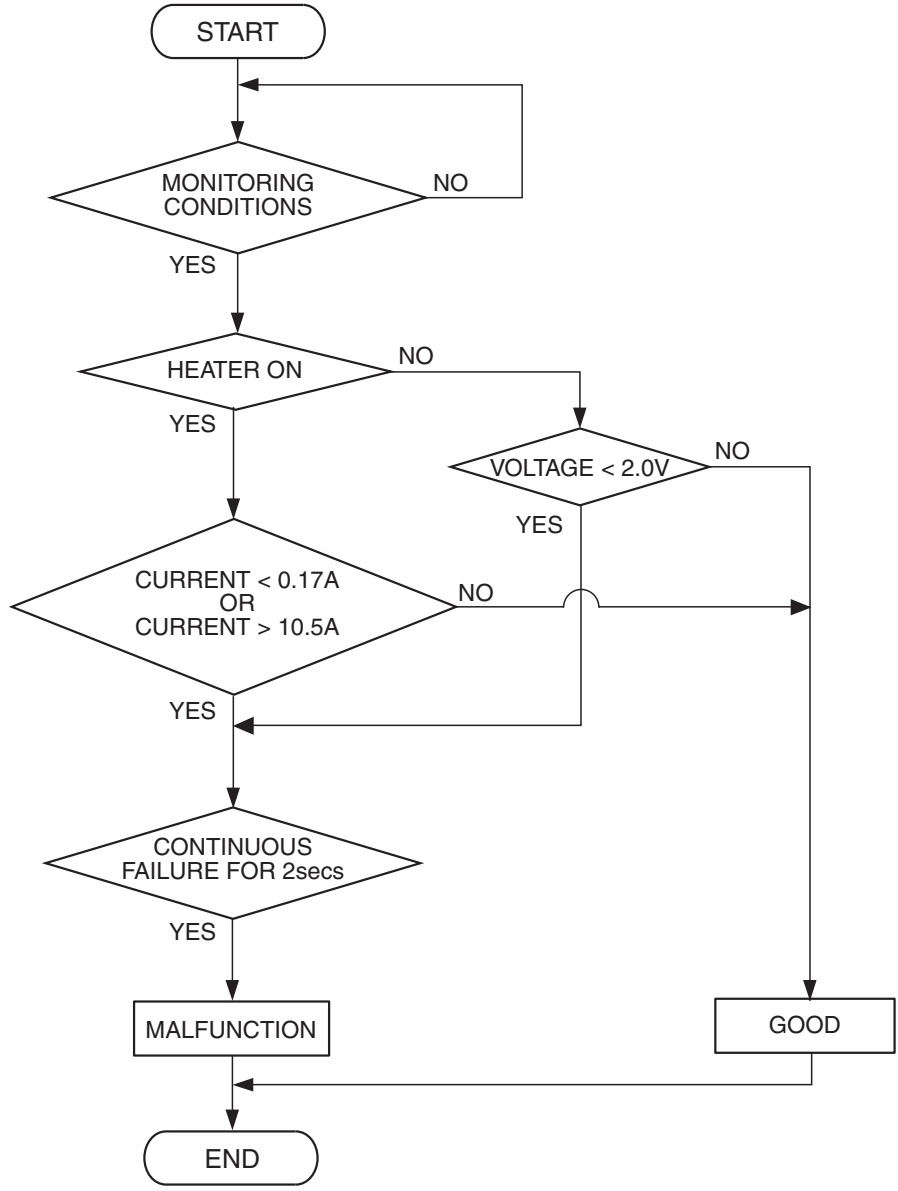 START
MONITORING
CONDITIONS
NO
YES
HEATER ON
NO
YES
VOLTAGE < 2.0V
NO
YES
CURRENT < 0.17A
OR
CURRENT > 10.5A
NO
YES
CONTINUOUS
FAILURE FOR 2secs
YES
MALFUNCTION
GOOD
END